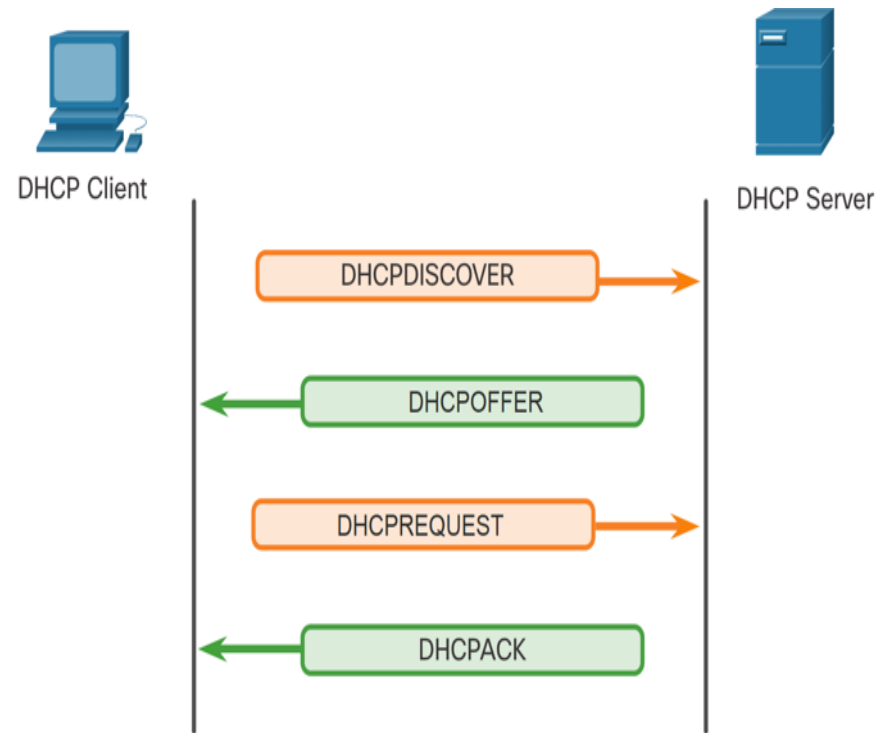 DHCP Client
DHCP Server
DHCPDISCOVER
DHCPOFFER
DHCPREQUEST
DHCPACK